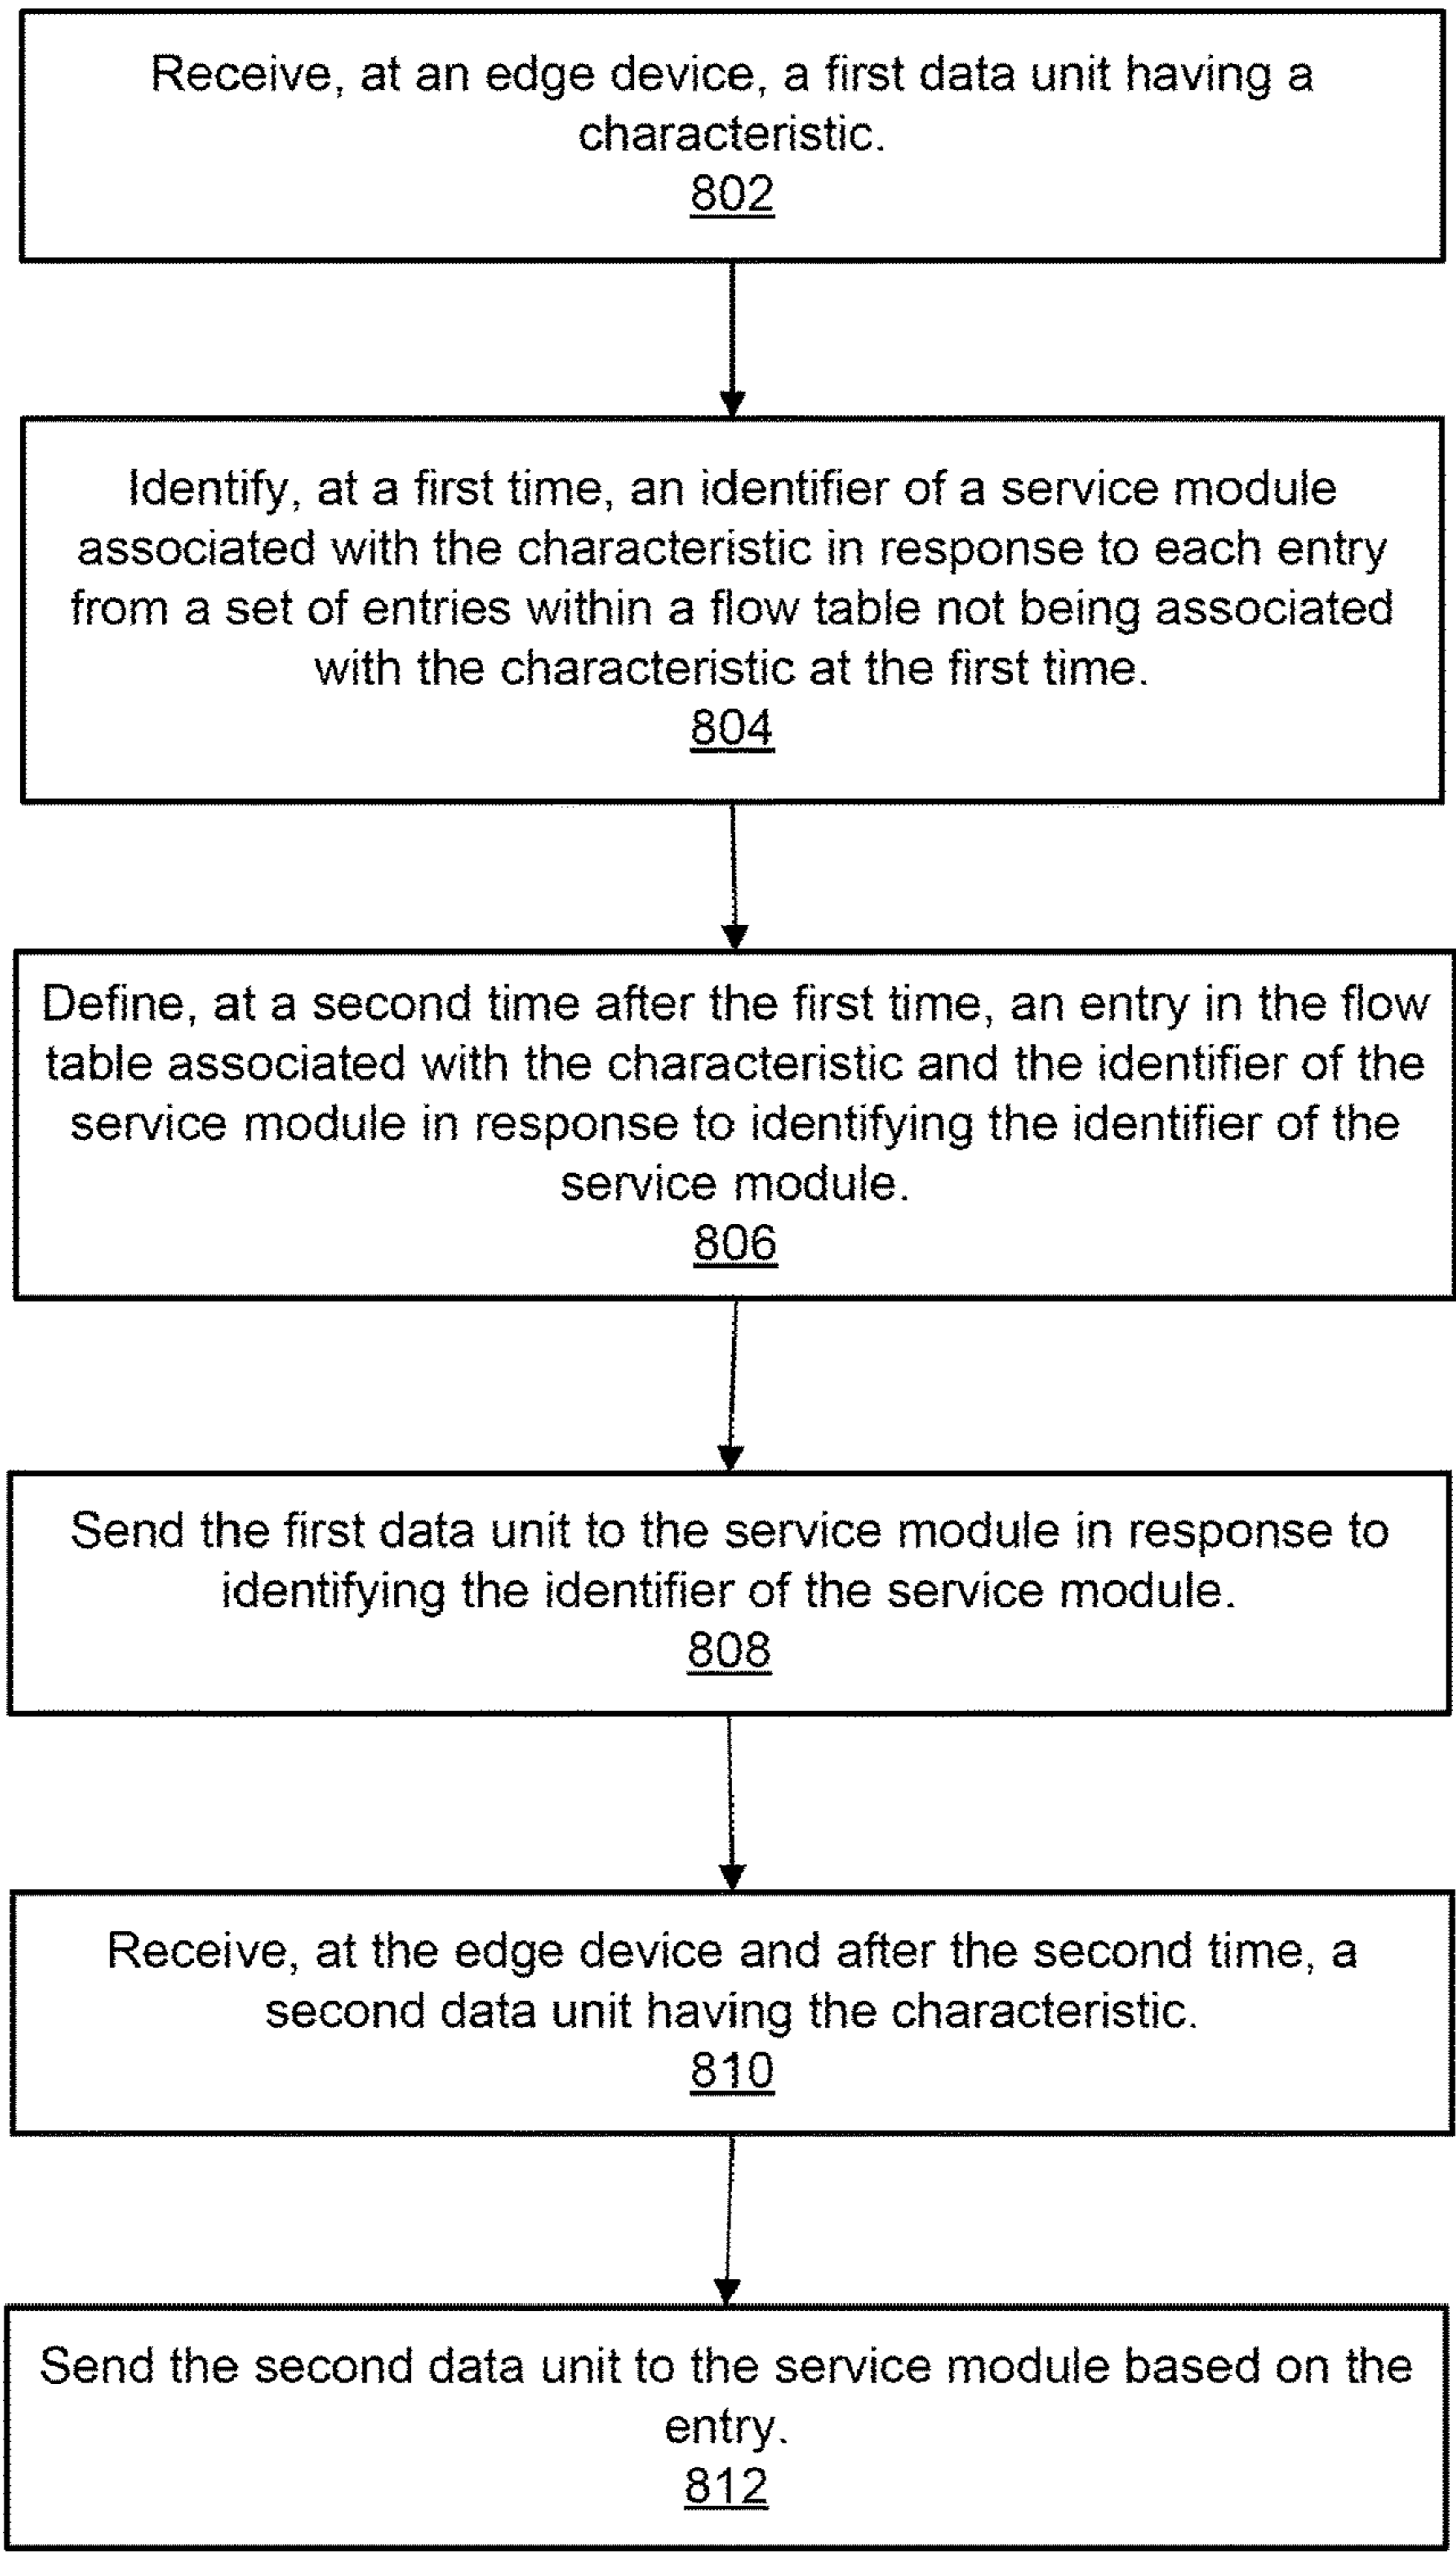 Receive, at an edge device, a first data unit having a
characteristic.
802
Identify, at a first time, an identifier of a service module
associated with the characteristic in response to each entry
from a set of entries within a flow table not being associated
with the characteristic at the first time.
804
Define, at a second time after the first time, an entry in the flow
table associated with the characteristic and the identifier of the
service module in response to identifying the identifier of the
service module.
806
Send the first data unit to the service module in response to
identifying the identifier of the service module.
808
Receive, at the edge device and after the second time, a
second data unit having the characteristic.
810
Send the second data unit to the service module based on the
entry.
812